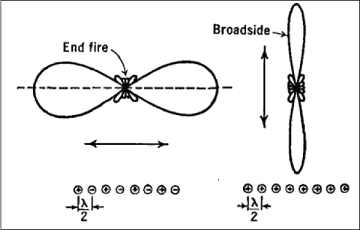 End fire
Broadside
⊕ ⊖ ⊕ ⊖ ⊕ ⊖ ⊕ ⊖
⊕ ⊕ ⊕ ⊕ ⊕ ⊕ ⊕ ⊕
λ/2
λ/2